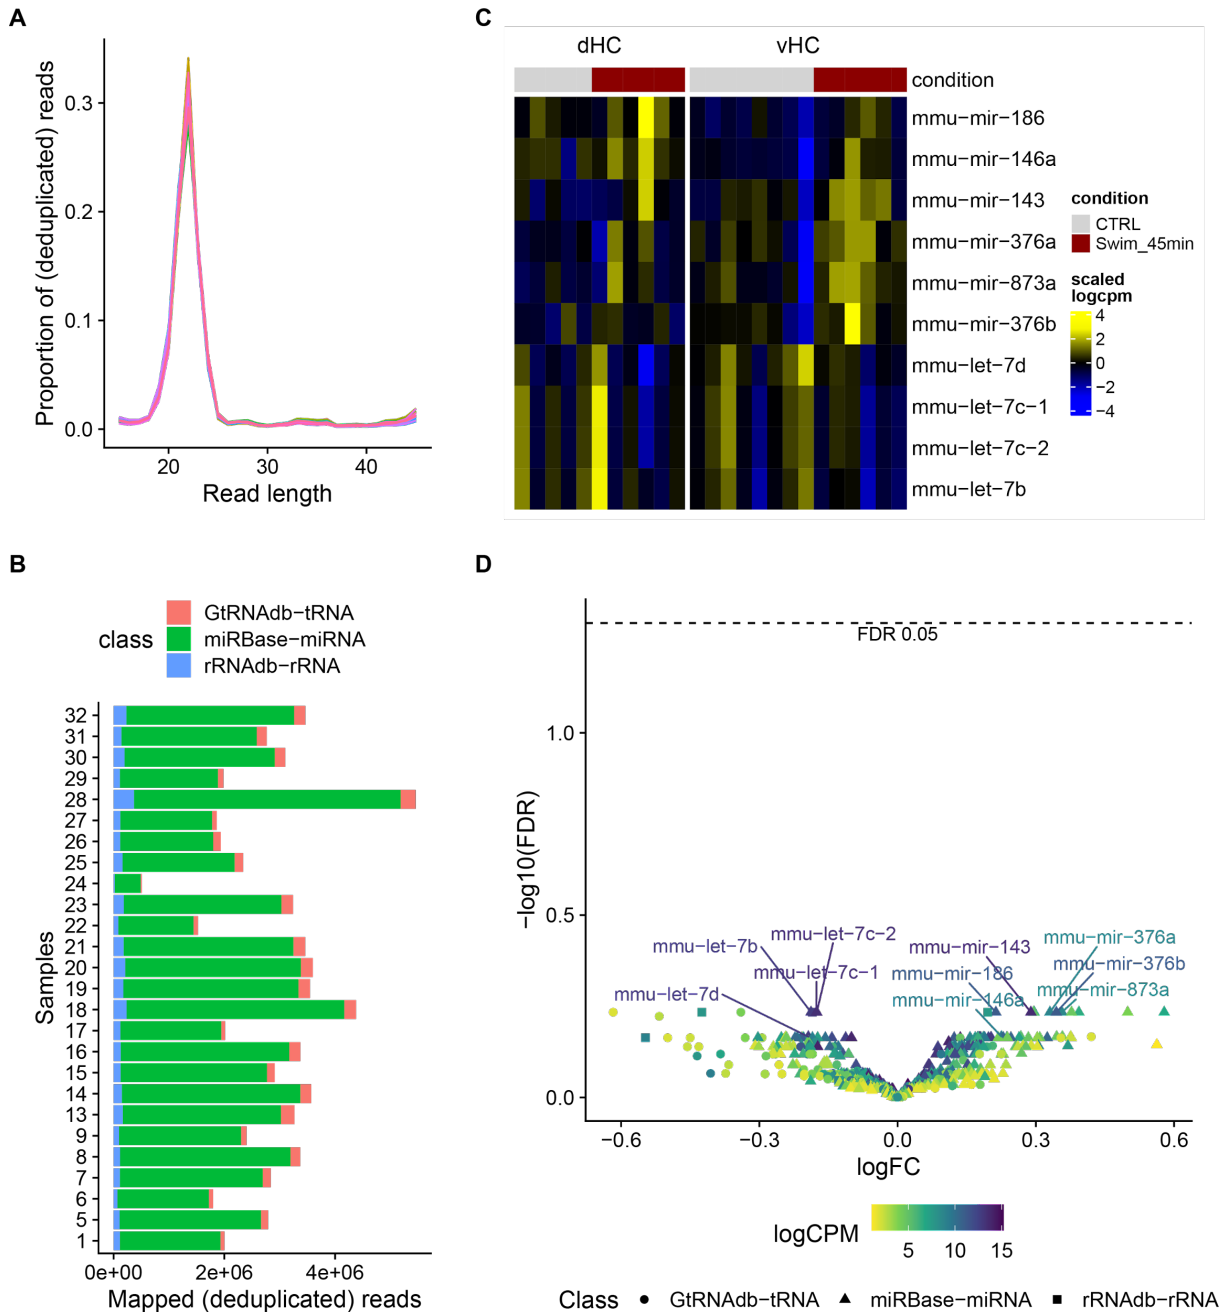 A
Proportion of (deduplicated) reads
0.3
0.2
0.1
0.0
20
30
40
Read length
B
class
GtRNAdb−tRNA
miRBase−miRNA
rRNAdb−rRNA
Samples
32
31
30
29
28
27
26
25
24
23
22
21
20
19
18
17
16
15
14
13
9
8
7
6
5
1
0e+00
2e+06
4e+06
Mapped (deduplicated) reads
C
dHC
vHC
condition
mmu−mir−186
mmu−mir−146a
mmu−mir−143
mmu−mir−376a
mmu−mir−873a
mmu−mir−376b
mmu−let−7d
mmu−let−7c−1
mmu−let−7c−2
mmu−let−7b
condition
CTRL
Swim_45min
scaled
logcpm
4
2
0
−2
−4
D
−log10(FDR)
FDR 0.05
1.0
0.5
0.0
mmu−let−7c−2
mmu−let−7b
mmu−let−7c−1
mmu−let−7d
mmu−mir−376a
mmu−mir−143
mmu−mir−376b
mmu−mir−186
mmu−mir−873a
mmu−mir−146a
−0.6
−0.3
0.0
0.3
0.6
logFC
logCPM
5
10
15
Class
GtRNAdb−tRNA
miRBase−miRNA
rRNAdb−rRNA